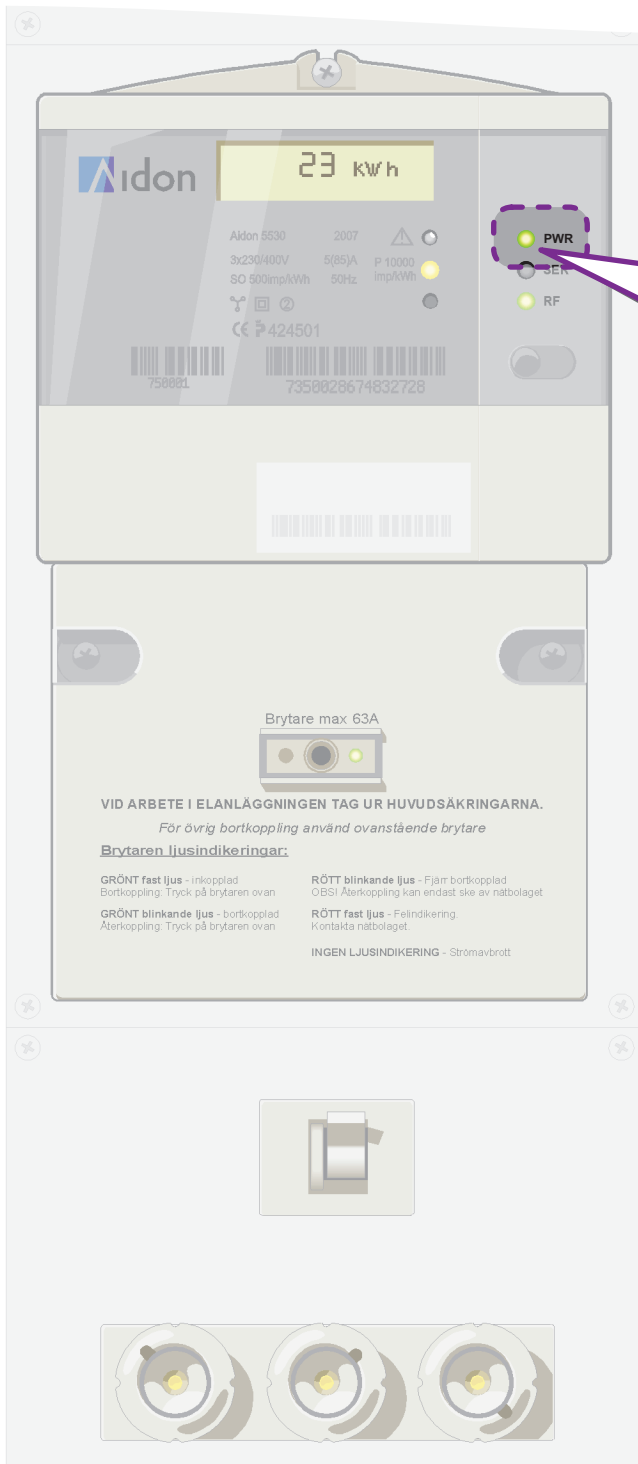 23 kWh
Aidon
Aidon 5530 2007
3x230/400V 5(85)A P 10000
SO 500imp/kWh 50Hz imp/kWh
2
CE 424501
750001 7350028674832720
PWR
SER
RF
Brytare max 63A
VID ARBETE I ELANLÄGGNINGEN TAG UR HUVUDSÄKRINGARNA.
För övrig bortkoppling använd ovanstående brytare
Brytaren ljusindikeringar:
GRÖNT fast ljus - inkopplad
Bortkoppling: Tryck på brytaren ovan
GRÖNT blinkande ljus - bortkopplad
Återkoppling: Tryck på brytaren ovan
RÖTT blinkande ljus - Fjärr bortkopplad
OBS! Återkoppling kan endast ske av nätbolaget
RÖTT fast ljus - Felindikering.
Kontakta nätbolaget.
INGEN LJUSINDIKERING - Strömavbrott